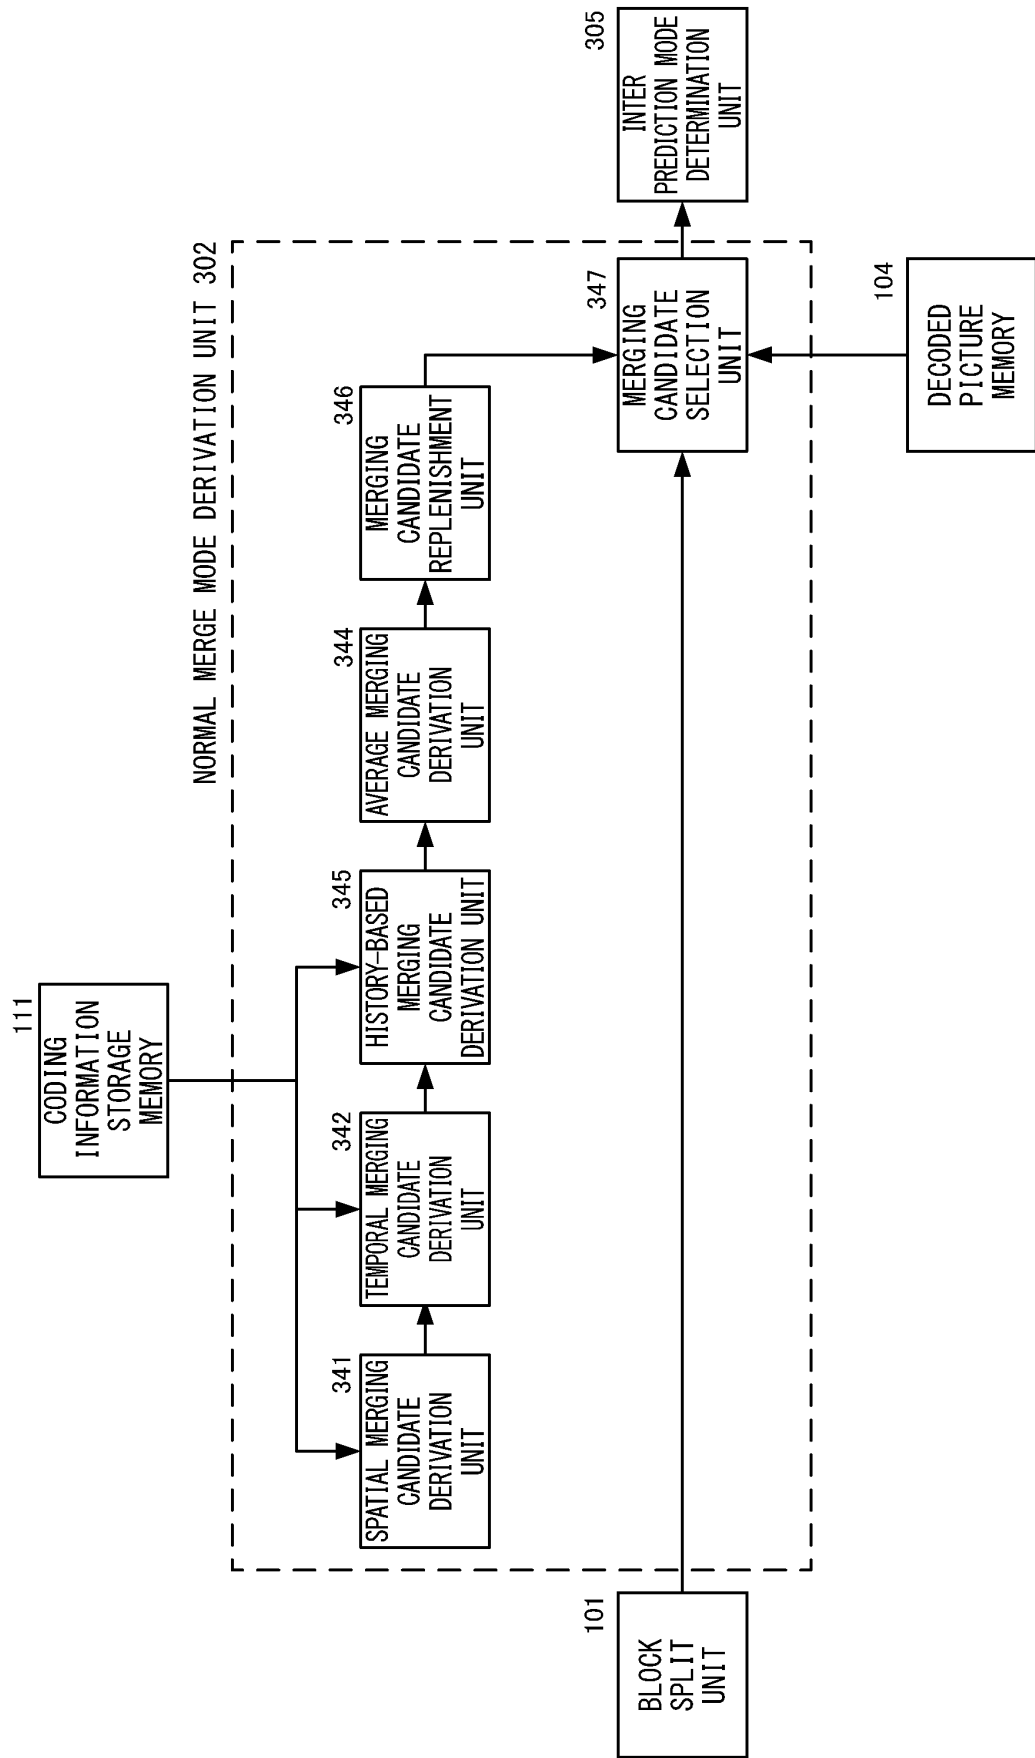 111
CODING
INFORMATION
STORAGE
MEMORY
NORMAL MERGE MODE DERIVATION UNIT 302
341
SPATIAL MERGING
CANDIDATE
DERIVATION
UNIT
342
TEMPORAL MERGING
CANDIDATE
DERIVATION
UNIT
345
HISTORY-BASED
MERGING
CANDIDATE
DERIVATION UNIT
344
AVERAGE MERGING
CANDIDATE
DERIVATION
UNIT
346
MERGING
CANDIDATE
REPLENISHMENT
UNIT
101
BLOCK
SPLIT
UNIT
347
MERGING
CANDIDATE
SELECTION
UNIT
305
INTER
PREDICTION MODE
DETERMINATION
UNIT
104
DECODED
PICTURE
MEMORY